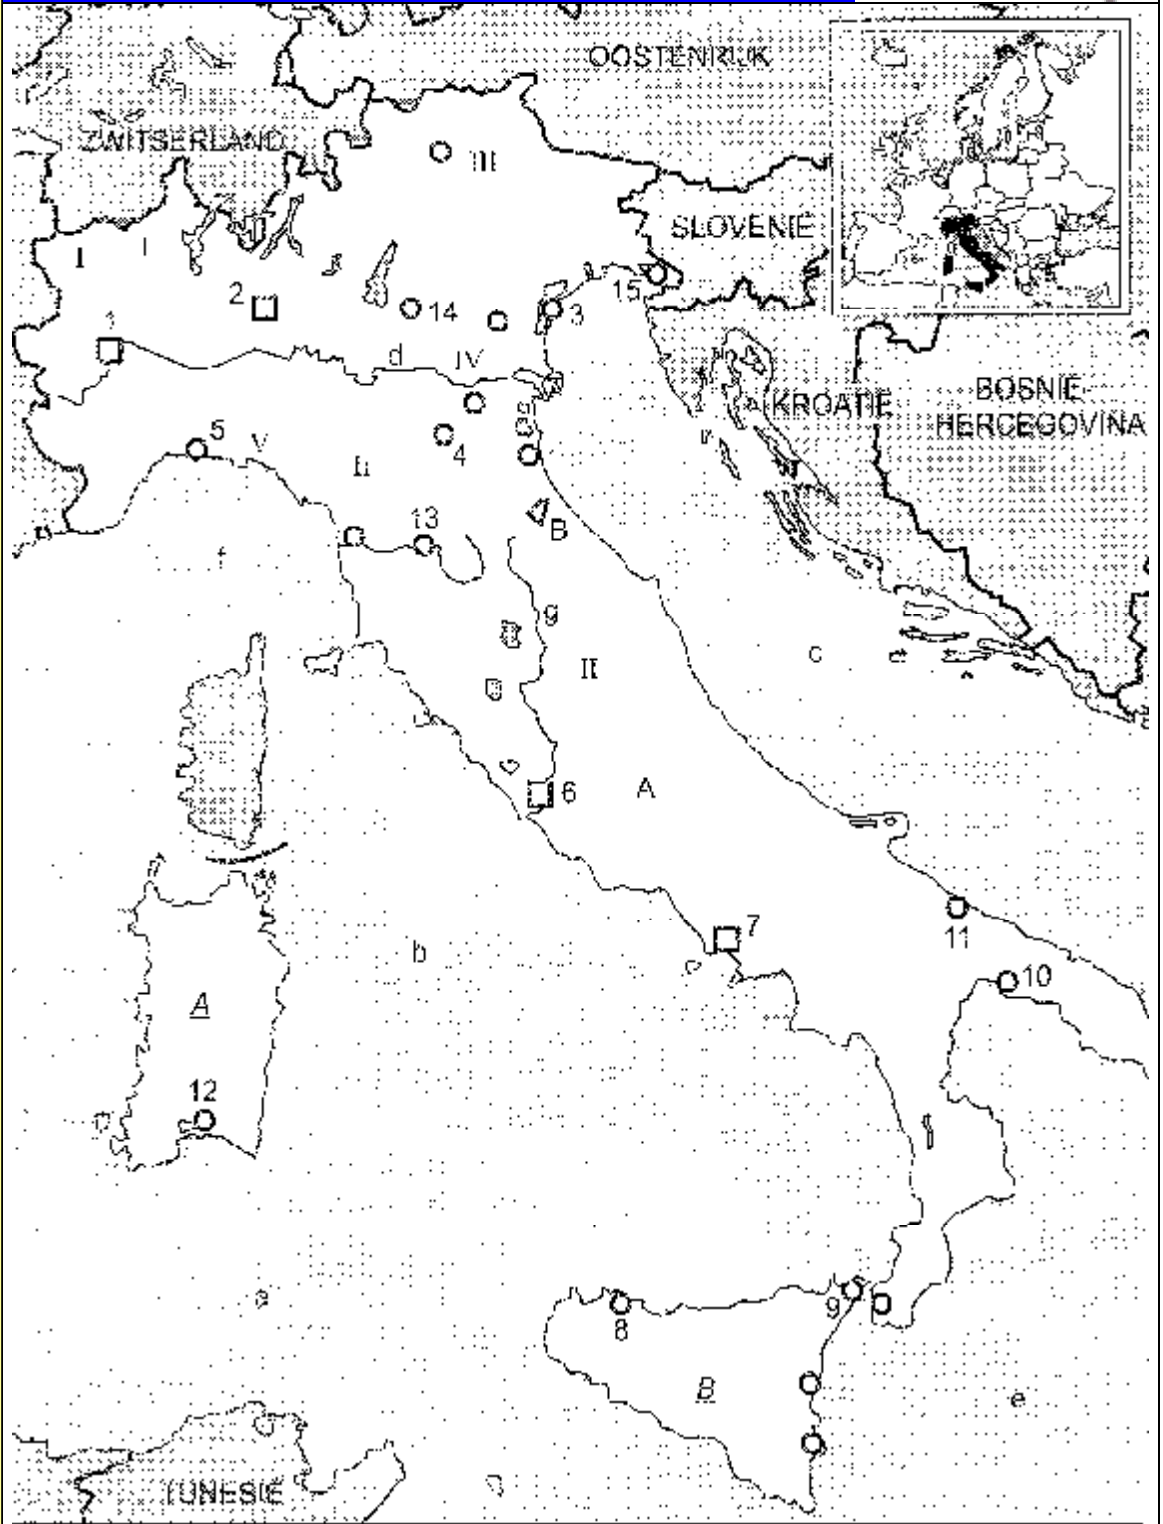 OOSTENRIJK
ZWITSERLAND
III
SLOVENIE
I
i
15
2
14
3
1
d
IV
BOSNIE
HERCEGOVINA
KROATIE
5
V
4
h
13
B
f
g
c
II
A
6
7
11
b
10
A
12
a
9
8
B
e
TUNESIE